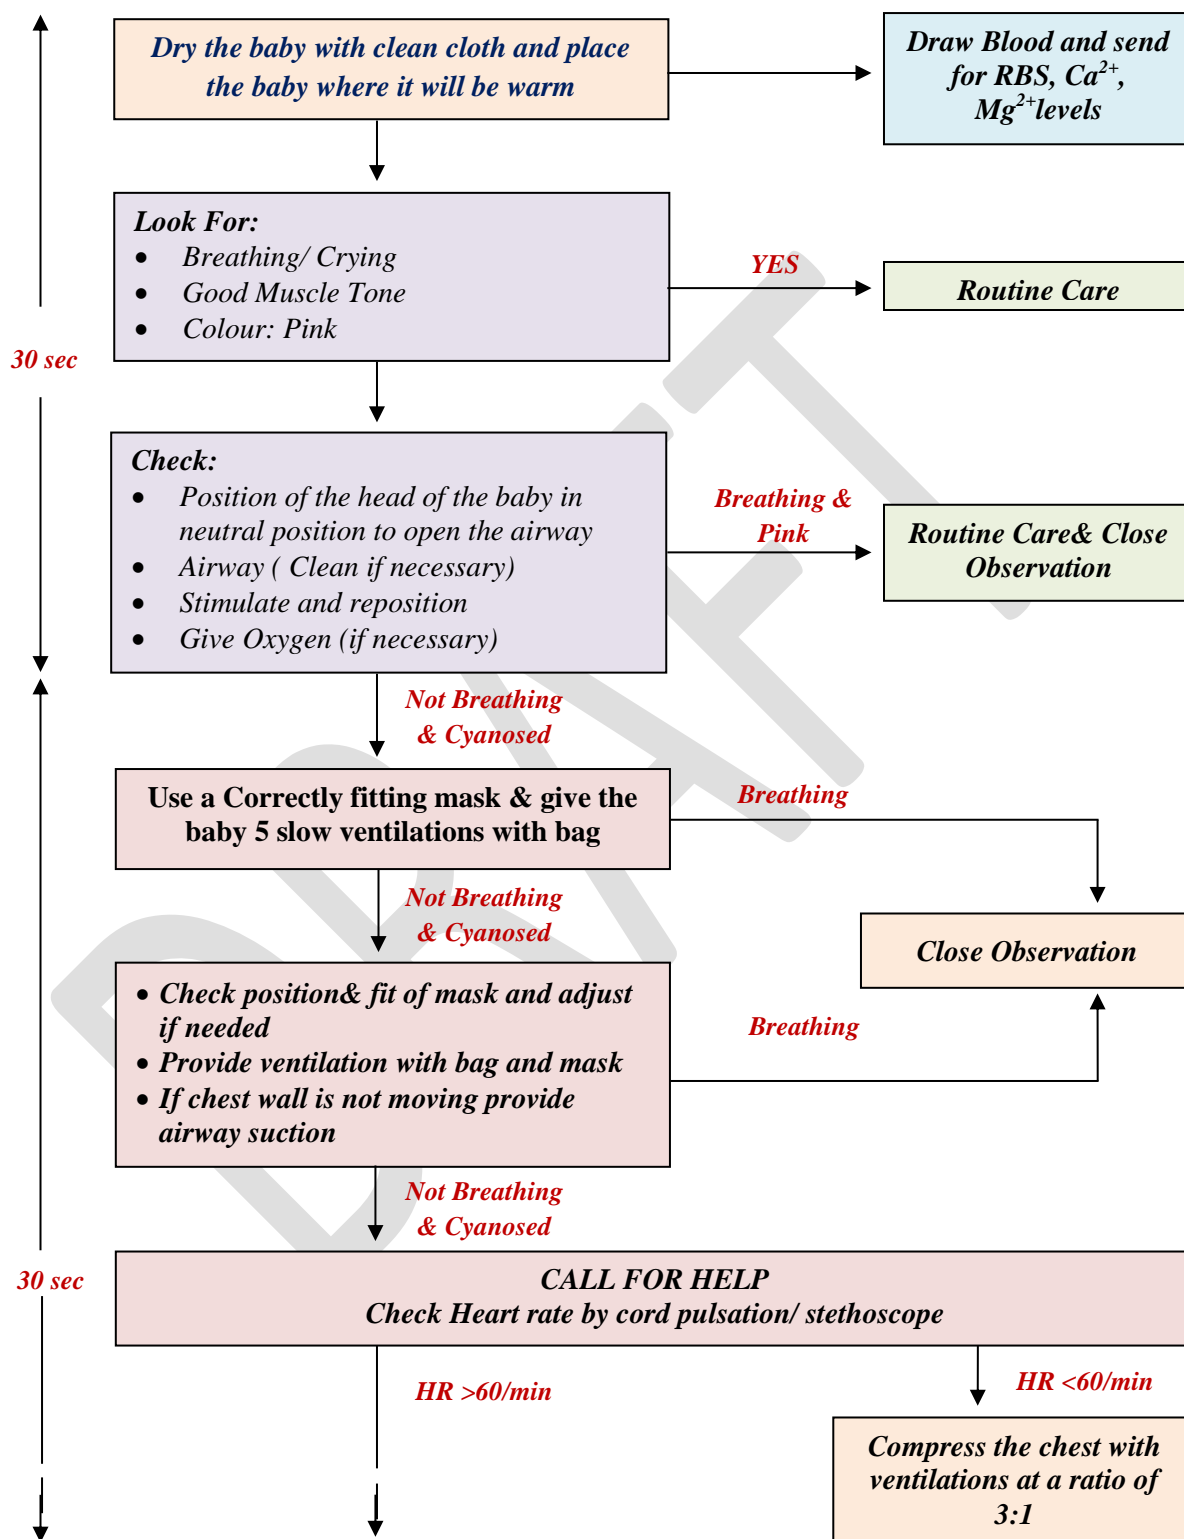 Dry the baby with clean cloth and place
the baby where it will be warm
Draw Blood and send
for RBS, Ca2+,
Mg2+levels
Look For:
• Breathing/ Crying
• Good Muscle Tone
• Colour: Pink
YES
Routine Care
30 sec
Check:
• Position of the head of the baby in
neutral position to open the airway
• Airway ( Clean if necessary)
• Stimulate and reposition
• Give Oxygen (if necessary)
Breathing &
Pink
Routine Care& Close
Observation
Not Breathing
& Cyanosed
Use a Correctly fitting mask & give the
baby 5 slow ventilations with bag
Breathing
Not Breathing
& Cyanosed
Close Observation
• Check position& fit of mask and adjust
if needed
• Provide ventilation with bag and mask
• If chest wall is not moving provide
airway suction
Breathing
Not Breathing
& Cyanosed
30 sec
CALL FOR HELP
Check Heart rate by cord pulsation/ stethoscope
HR >60/min
HR <60/min
Compress the chest with
ventilations at a ratio of
3:1
DRAFT